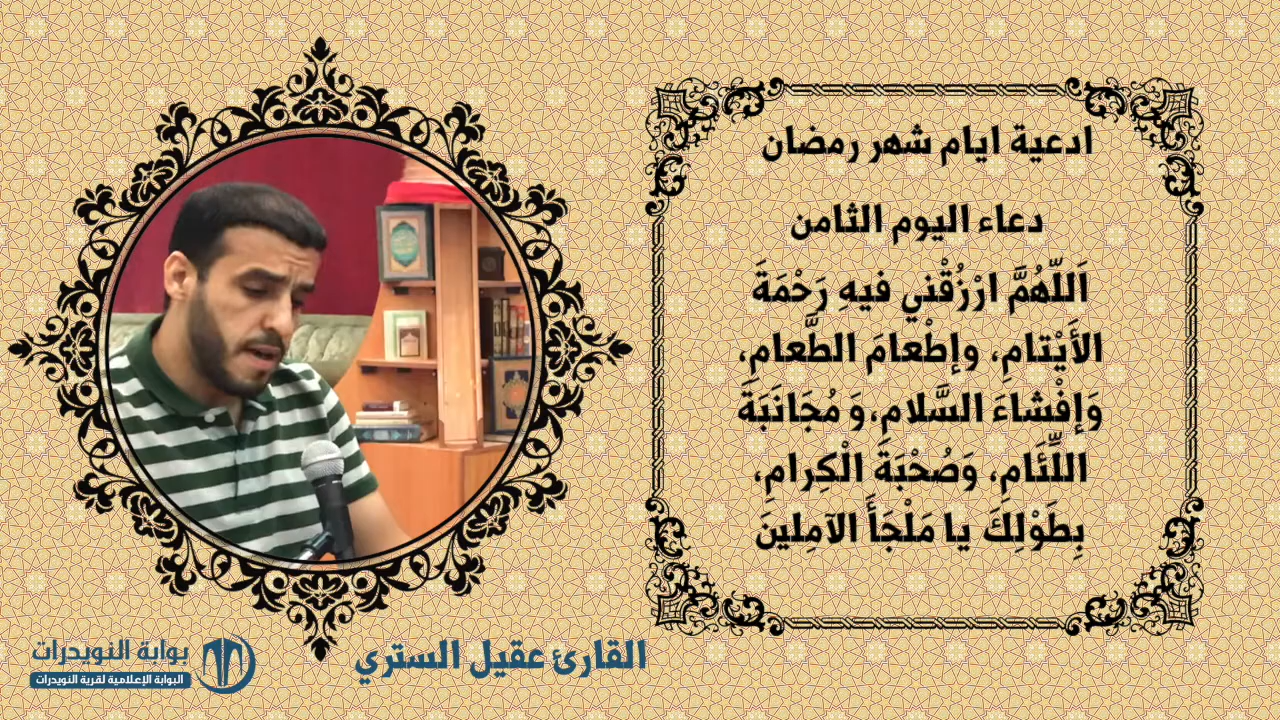 ادعية ايام شهر رمضان
دعاء اليوم الثامن
اَللّهُمَّ ارْزُقْني فيهِ رَحْمَةَ
الأَيْتامِ، وإطْعامَ الطَّعامِ،
وَإفْشاءَ السَّلامِ،وَ مُجَانَبَةَ
اللِّئَامِ، وَصُحْبَةَ الْكِرامِ،
بِطَوْلِكَ يا مَلْجَأَ الآمِلينَ
القارئ عقيل الستري
بوابة النويدرات
البوابة الإعلامية لقرية النويدرات